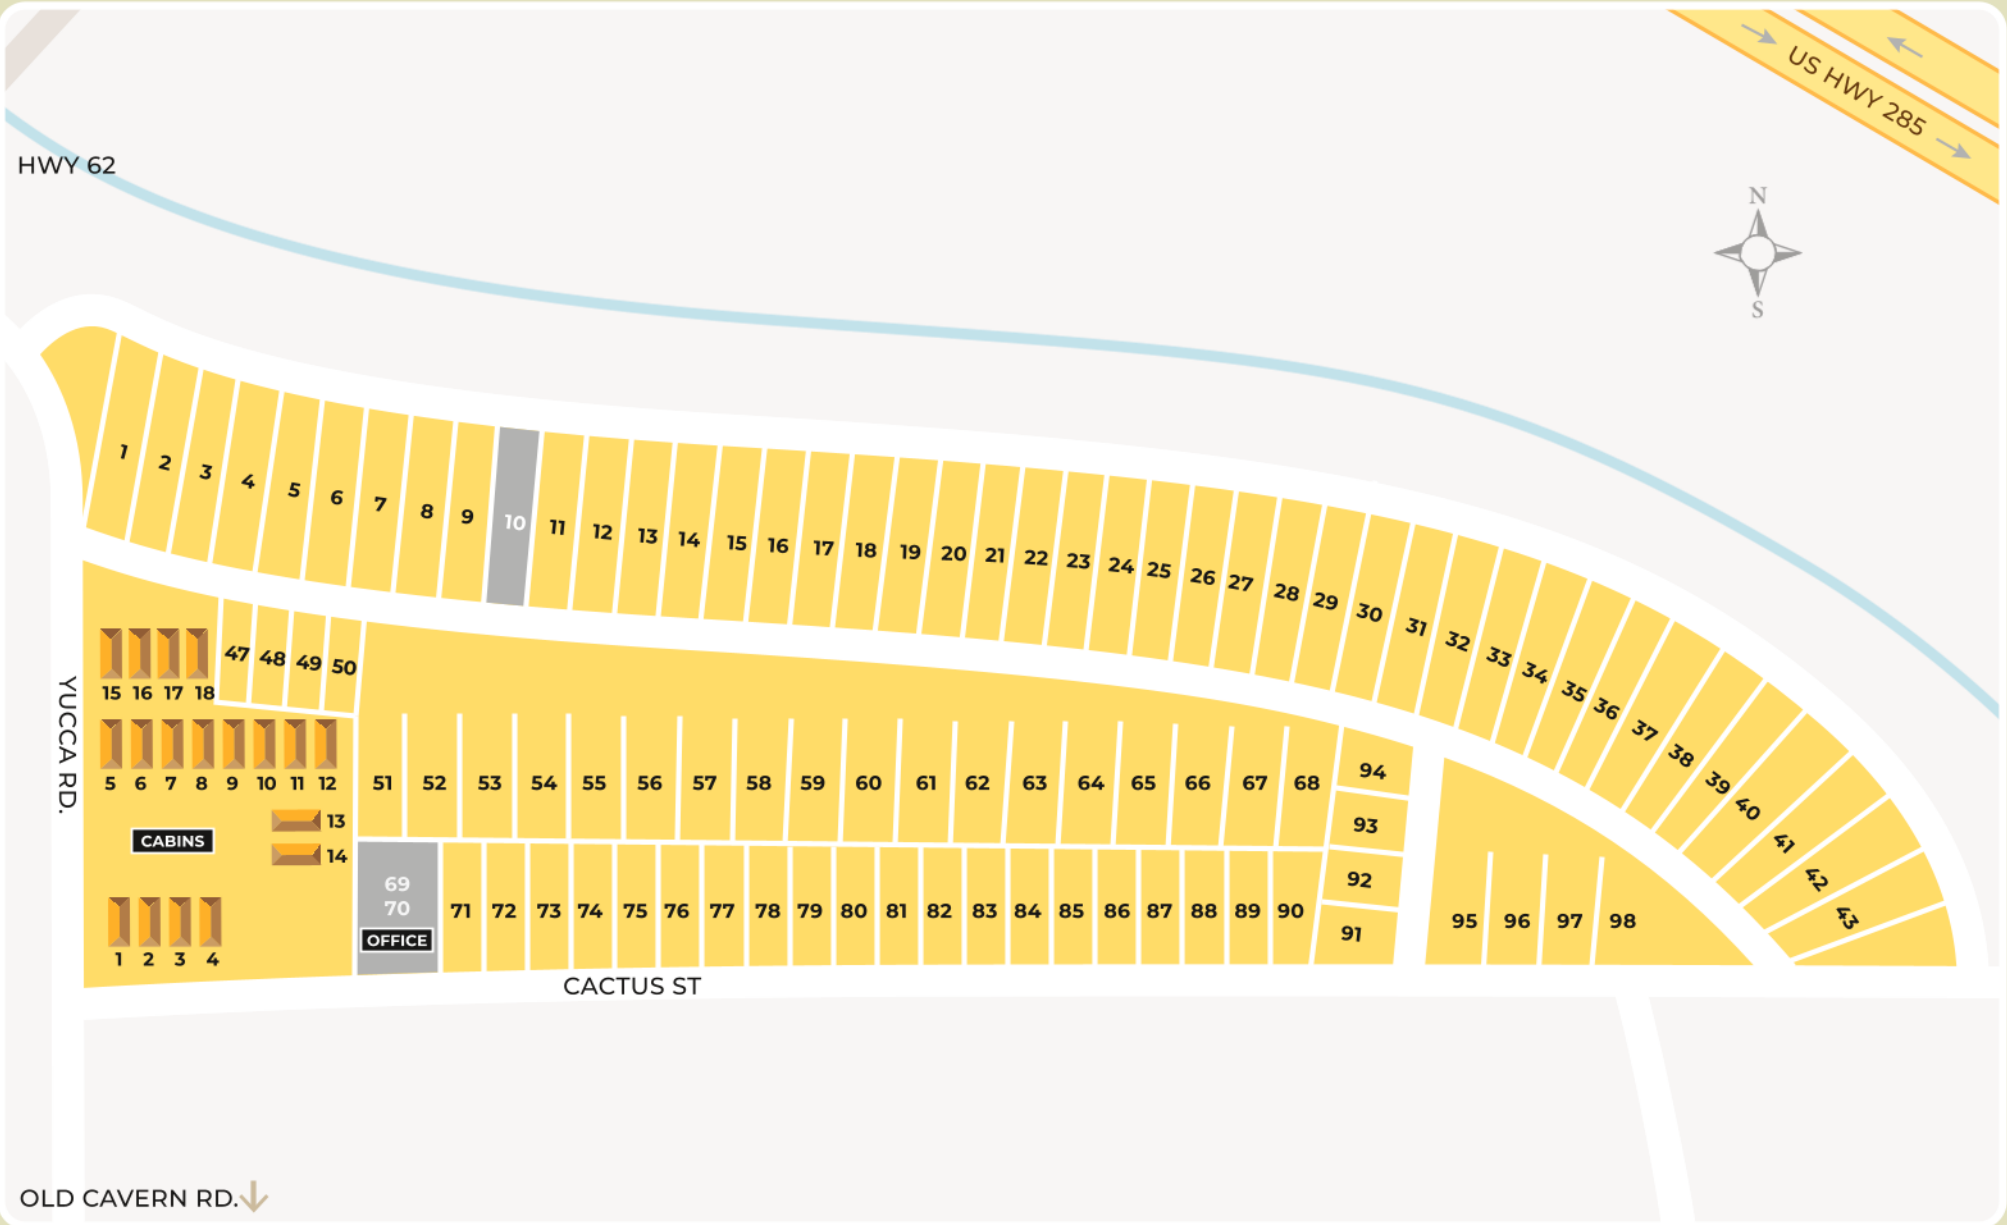 US HWY 285
HWY 62
N
S
1 2 3 4 5 6 7 8 9 10 11 12 13 14 15 16 17 18 19 20 21 22 23 24 25 26 27 28 29 30 31 32 33 34 35 36 37 38 39 40 41 42 43
47 48 49 50
15 16 17 18
YUCCA RD.
5 6 7 8 9 10 11 12
13
14
CABINS
1 2 3 4
51 52 53 54 55 56 57 58 59 60 61 62 63 64 65 66 67 68
94
93
92
91
69
70
OFFICE
71 72 73 74 75 76 77 78 79 80 81 82 83 84 85 86 87 88 89 90
95 96 97 98
CACTUS ST
OLD CAVERN RD.